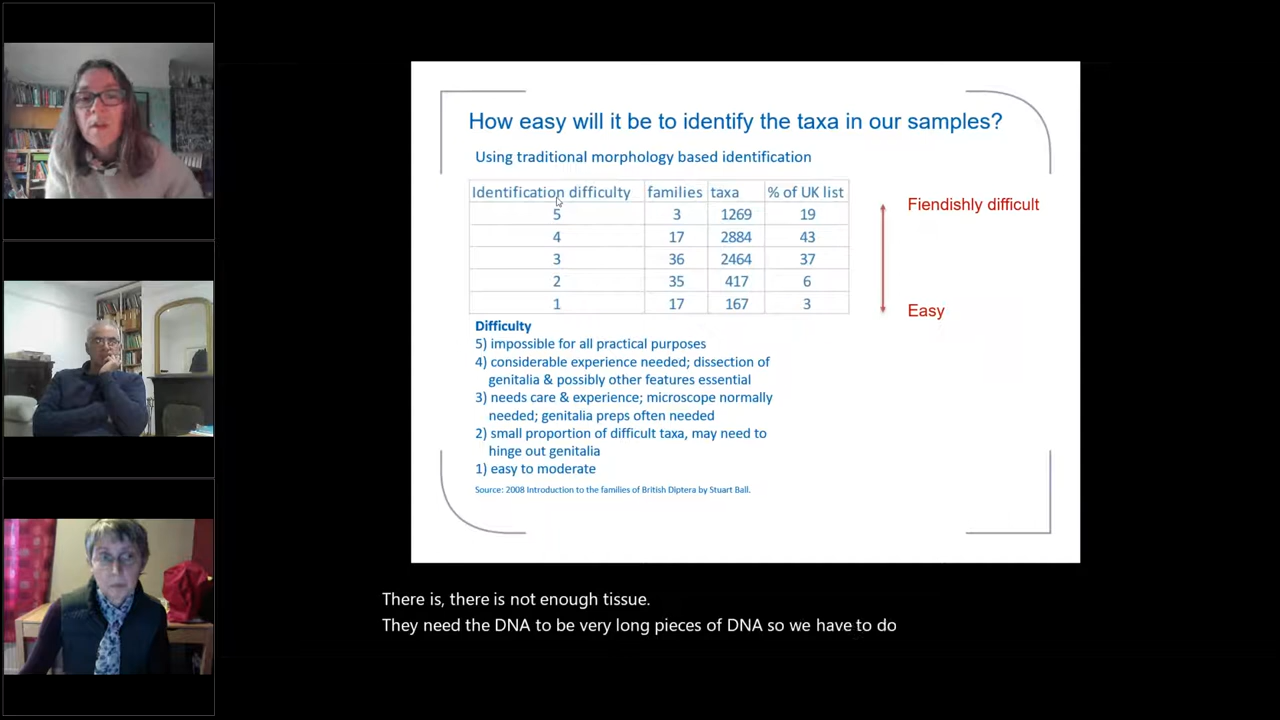 How easy will it be to identify the taxa in our samples?
Using traditional morphology based identification
Identification difficulty families taxa % of UK list
5 3 1269 19
4 17 2884 43
3 36 2464 37
2 35 417 6
1 17 167 3
Fiendishly difficult
Easy
Difficulty
5) impossible for all practical purposes
4) considerable experience needed; dissection of
genitalia & possibly other features essential
3) needs care & experience; microscope normally
needed; genitalia preps often needed
2) small proportion of difficult taxa, may need to
hinge out genitalia
1) easy to moderate
Source: 2008 Introduction to the families of British Diptera by Stuart Ball.
There is, there is not enough tissue.
They need the DNA to be very long pieces of DNA so we have to do